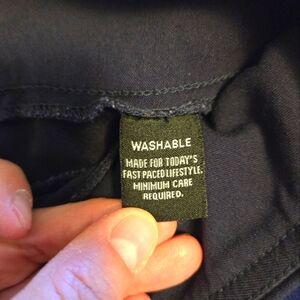 WASHABLE
MADE FOR TODAY'S
FAST PACED LIFESTYLE.
MINIMUM CARE
REQUIRED.